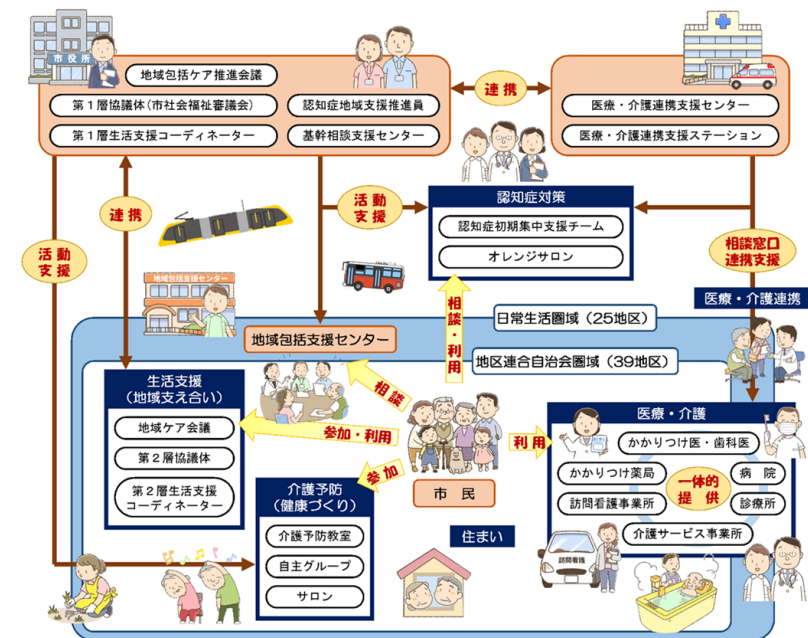 市役所
地域包括ケア推進会議
第1層協議体(市社会福祉審議会)
第1層生活支援コーディネーター
認知症地域支援推進員
基幹相談支援センター
連携
医療・介護連携支援センター
医療・介護連携支援ステーション
連携
活動
支援
認知症対策
認知症初期集中支援チーム
オレンジサロン
活動
支援
相談窓口
連携支援
医療・介護連携
地域包括支援センター
日常生活圏域(25地区)
地域包括支援センター
地区連合自治会圏域(39地区)
相談・利用
生活支援
(地域支え合い)
地域ケア会議
第2層協議体
第2層生活支援
コーディネーター
相談
参加・利用
利用
参加
市民
介護予防
(健康づくり)
介護予防教室
自主グループ
サロン
住まい
医療・介護
かかりつけ医・歯科医
かかりつけ薬局
病院
一体的
提供
訪問看護事業所
診療所
介護サービス事業所
訪問看護